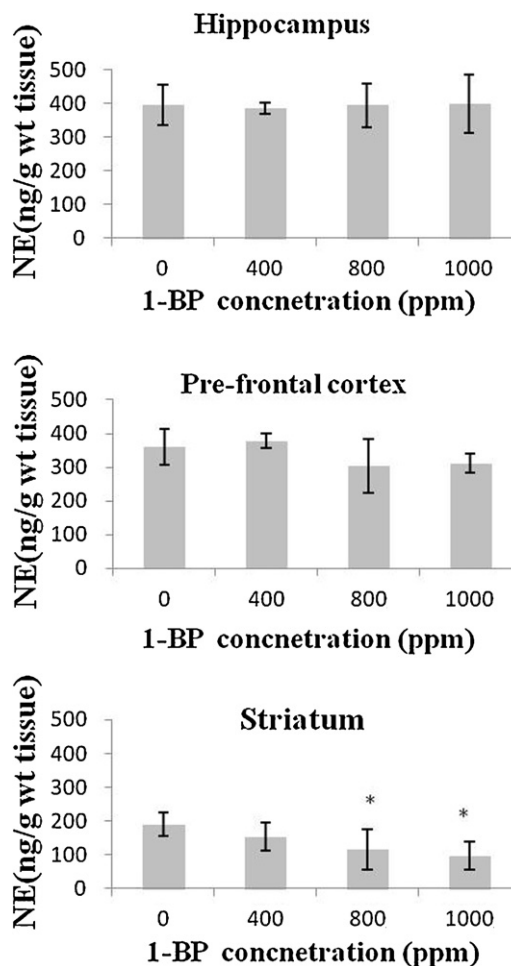 Hippocampus
NE(ng/g wt tissue)
500
400
300
200
100
0
0 400 800 1000
1-BP concnetration (ppm)
Pre-frontal cortex
NE(ng/g wt tissue)
500
400
300
200
100
0
0 400 800 1000
1-BP concnetration (ppm)
Striatum
NE(ng/g wt tissue)
500
400
300
200
100
0
* *
0 400 800 1000
1-BP concnetration (ppm)